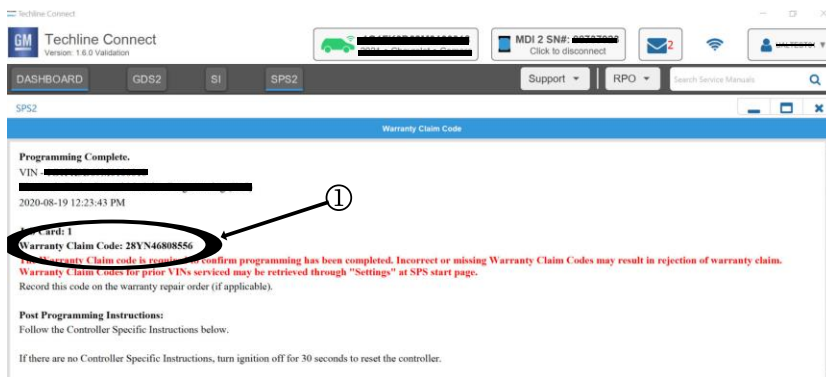 Techline Connect
GM
Techline Connect
Version: 1.6.0 Validation
MDI 2 SN#:
Click to disconnect
2
DASHBOARD GDS2 SI SPS2 Support RPO Search Service Manuals
SPS2
Warranty Claim Code
Programming Complete.
VIN -
2020-08-19 12:23:43 PM
①
Card: 1
Warranty Claim Code: 28YN46808556
The Warranty Claim code is required to confirm programming has been completed. Incorrect or missing Warranty Claim Codes may result in rejection of warranty claim.
Warranty Claim Codes for prior VINs serviced may be retrieved through "Settings" at SPS start page.
Record this code on the warranty repair order (if applicable).
Post Programming Instructions:
Follow the Controller Specific Instructions below.
If there are no Controller Specific Instructions, turn ignition off for 30 seconds to reset the controller.